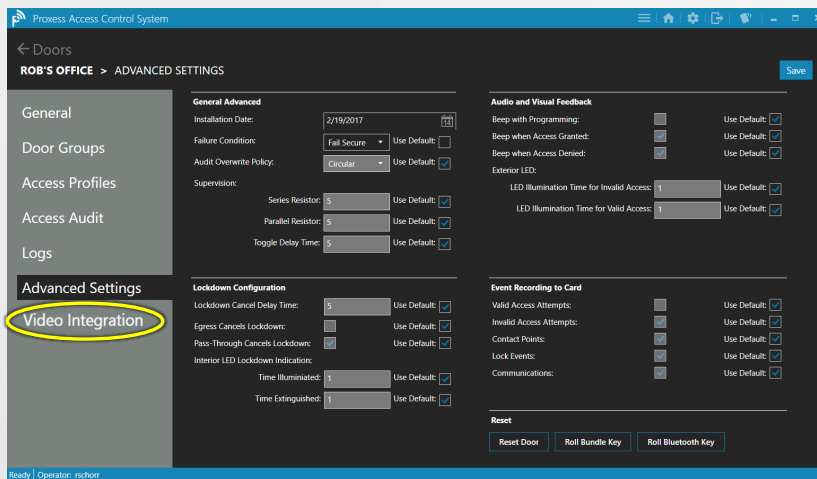 Proxess Access Control System
Doors
ROB'S OFFICE > ADVANCED SETTINGS
Save
General
Door Groups
Access Profiles
Access Audit
Logs
Advanced Settings
Video Integration
General Advanced
Installation Date: 2/19/2017 14
Failure Condition: Fail Secure Use Default:
Audit Overwrite Policy: Circular Use Default:
Supervision:
Series Resistor: 5 Use Default:
Parallel Resistor: 5 Use Default:
Toggle Delay Time: 5 Use Default:
Lockdown Configuration
Lockdown Cancel Delay Time: 5 Use Default:
Egress Cancels Lockdown: Use Default:
Pass-Through Cancels Lockdown: Use Default:
Interior LED Lockdown Indication:
Time Illuminiated: 1 Use Default:
Time Extinguished: 1 Use Default:
Audio and Visual Feedback
Beep with Programming: Use Default:
Beep when Access Granted: Use Default:
Beep when Access Denied: Use Default:
Exterior LED:
LED Illumination Time for Invalid Access: 1 Use Default:
LED Illumination Time for Valid Access: 1 Use Default:
Event Recording to Card
Valid Access Attempts: Use Default:
Invalid Access Attempts: Use Default:
Contact Points: Use Default:
Lock Events: Use Default:
Communications: Use Default:
Reset
Reset Door Roll Bundle Key Roll Bluetooth Key
Ready Operator: rschorr